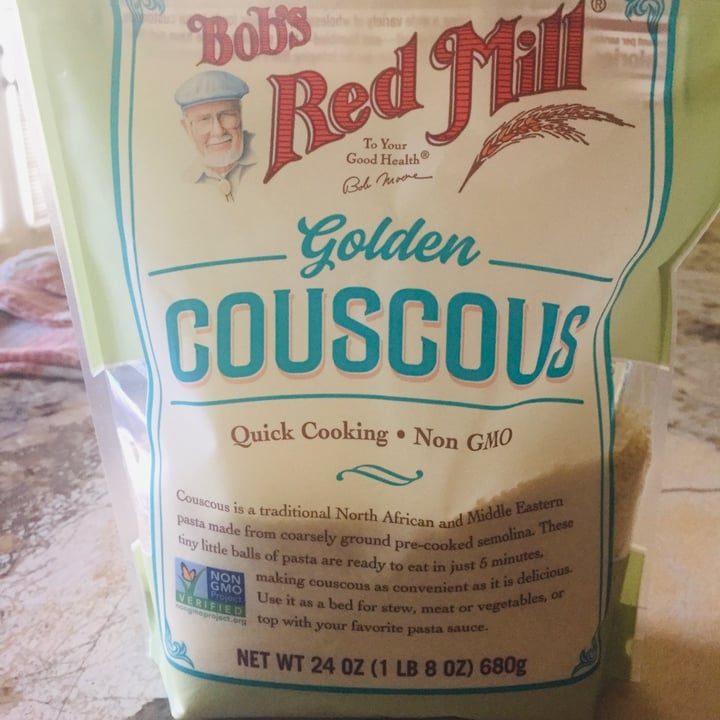 Bob's
Red Mill®
To Your
Good Health®
Bob Moore
Golden
COUSCOUS
Quick Cooking • Non GMO
Couscous is a traditional North African and Middle Eastern
pasta made from coarsely ground pre-cooked semolina. These
tiny little balls of pasta are ready to eat in just 5 minutes,
making couscous as convenient as it is delicious.
Use it as a bed for stew, meat or vegetables, or
top with your favorite pasta sauce.
NON
GMO
Project
VERIFIED
nongmoproject.org
NET WT 24 OZ (1 LB 8 OZ) 680g